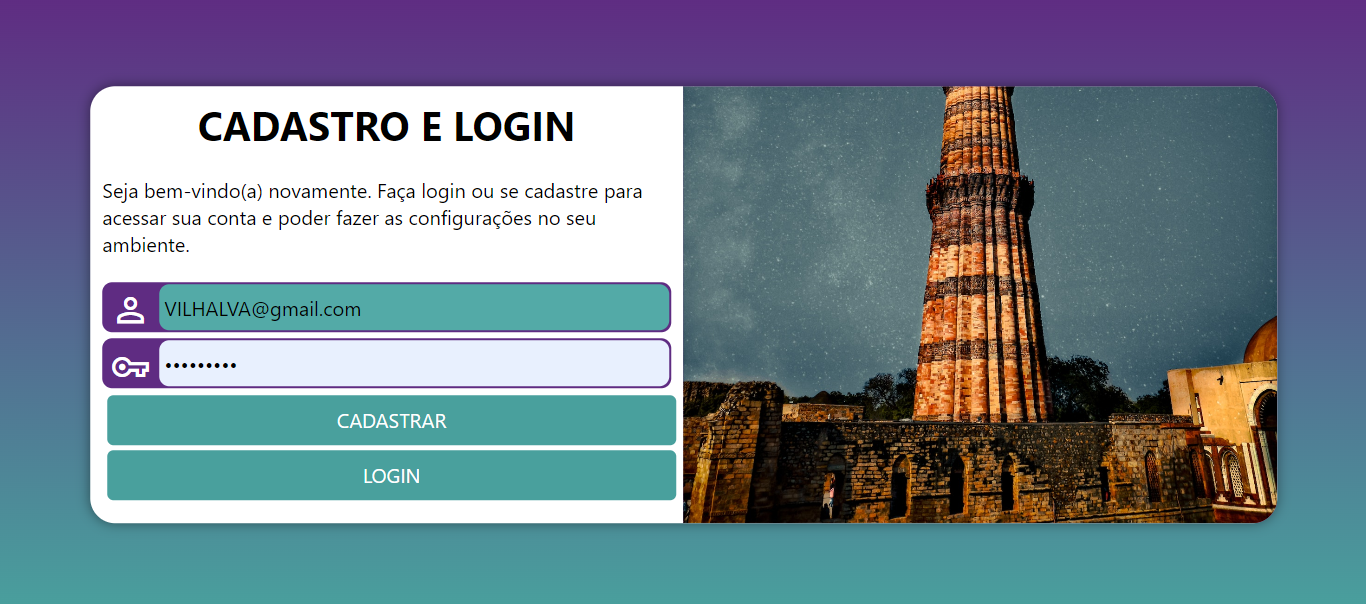 CADASTRO E LOGIN
Seja bem-vindo(a) novamente. Faça login ou se cadastre para
acessar sua conta e poder fazer as configurações no seu
ambiente.
VILHALVA@gmail.com
•••••••••
CADASTRAR
LOGIN